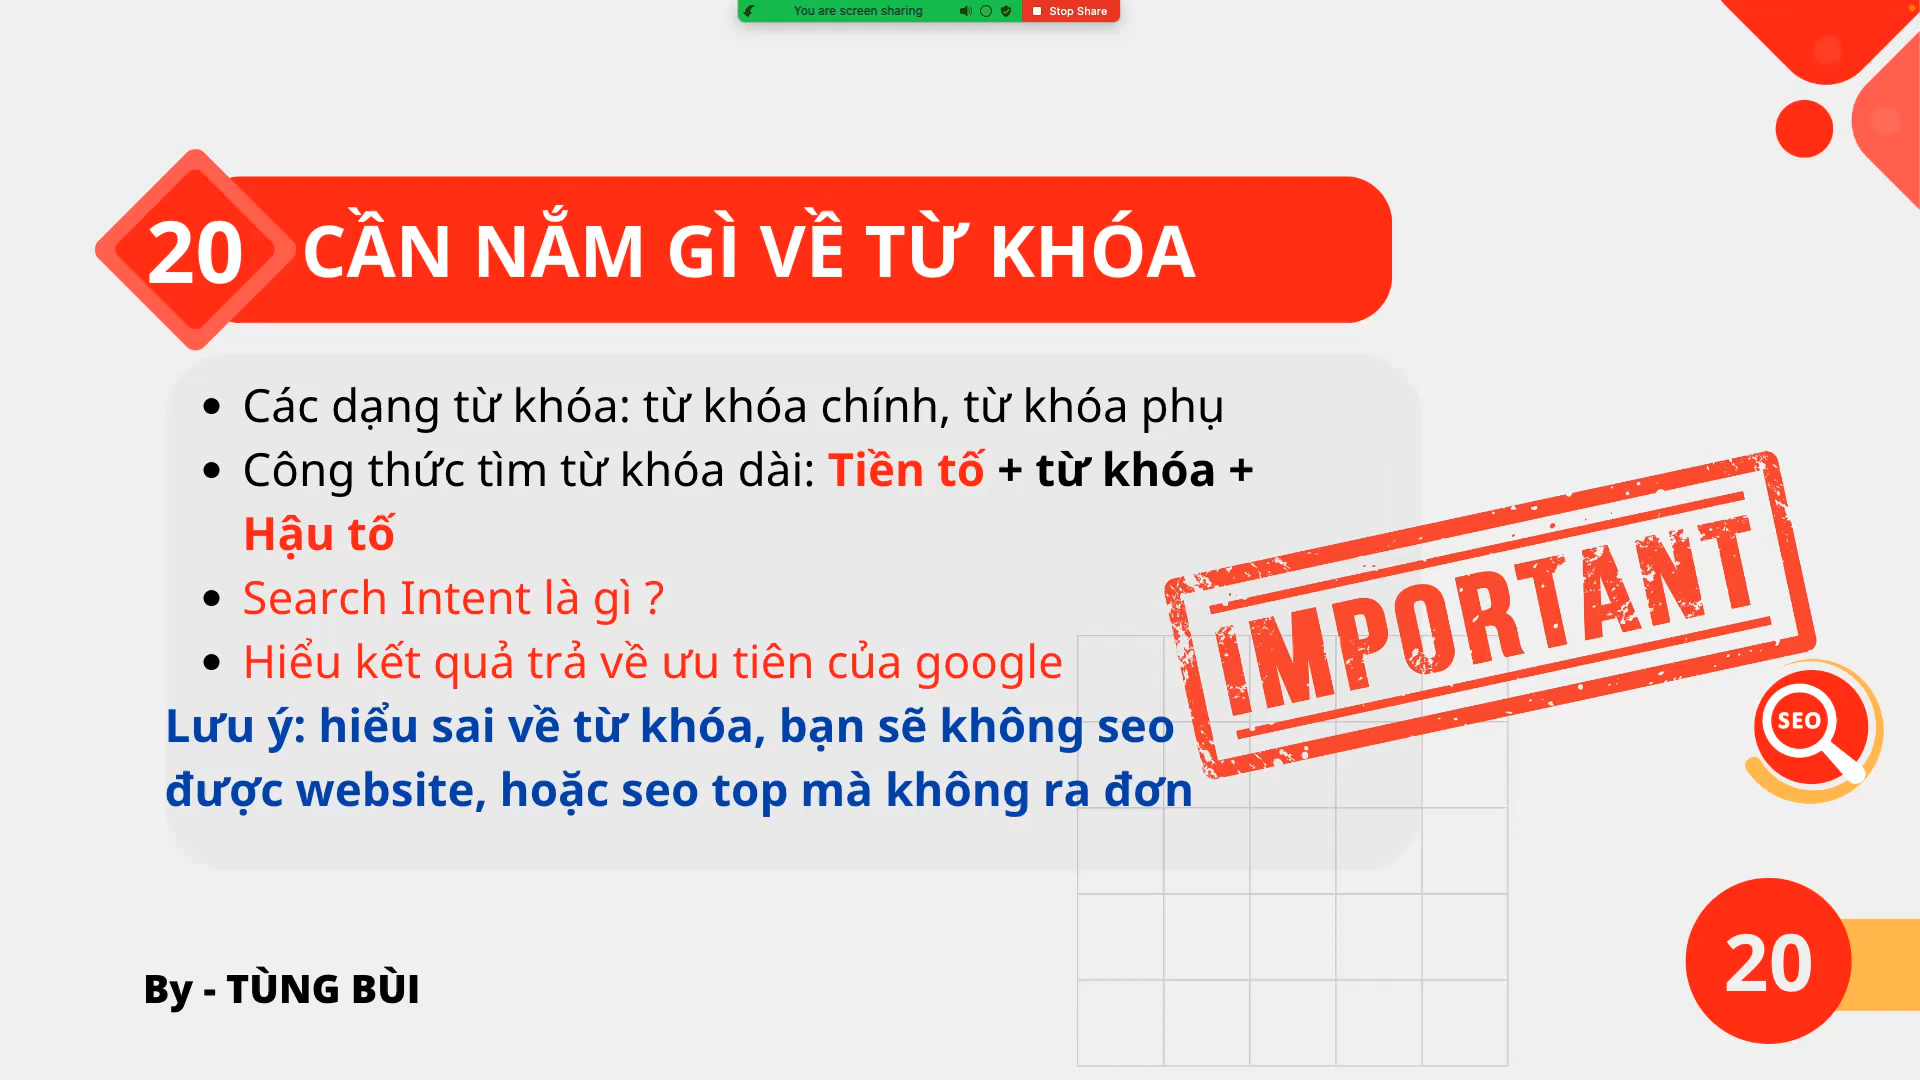 You are screen sharing
Stop Share
20 CẦN NẮM GÌ VỀ TỪ KHÓA
Các dạng từ khóa: từ khóa chính, từ khóa phụ
Công thức tìm từ khóa dài: Tiền tố + từ khóa +
Hậu tố
Search Intent là gì ?
Hiểu kết quả trả về ưu tiên của google
Lưu ý: hiểu sai về từ khóa, bạn sẽ không seo
được website, hoặc seo top mà không ra đơn
IMPORTANT
SEO
By - TÙNG BÙI
20